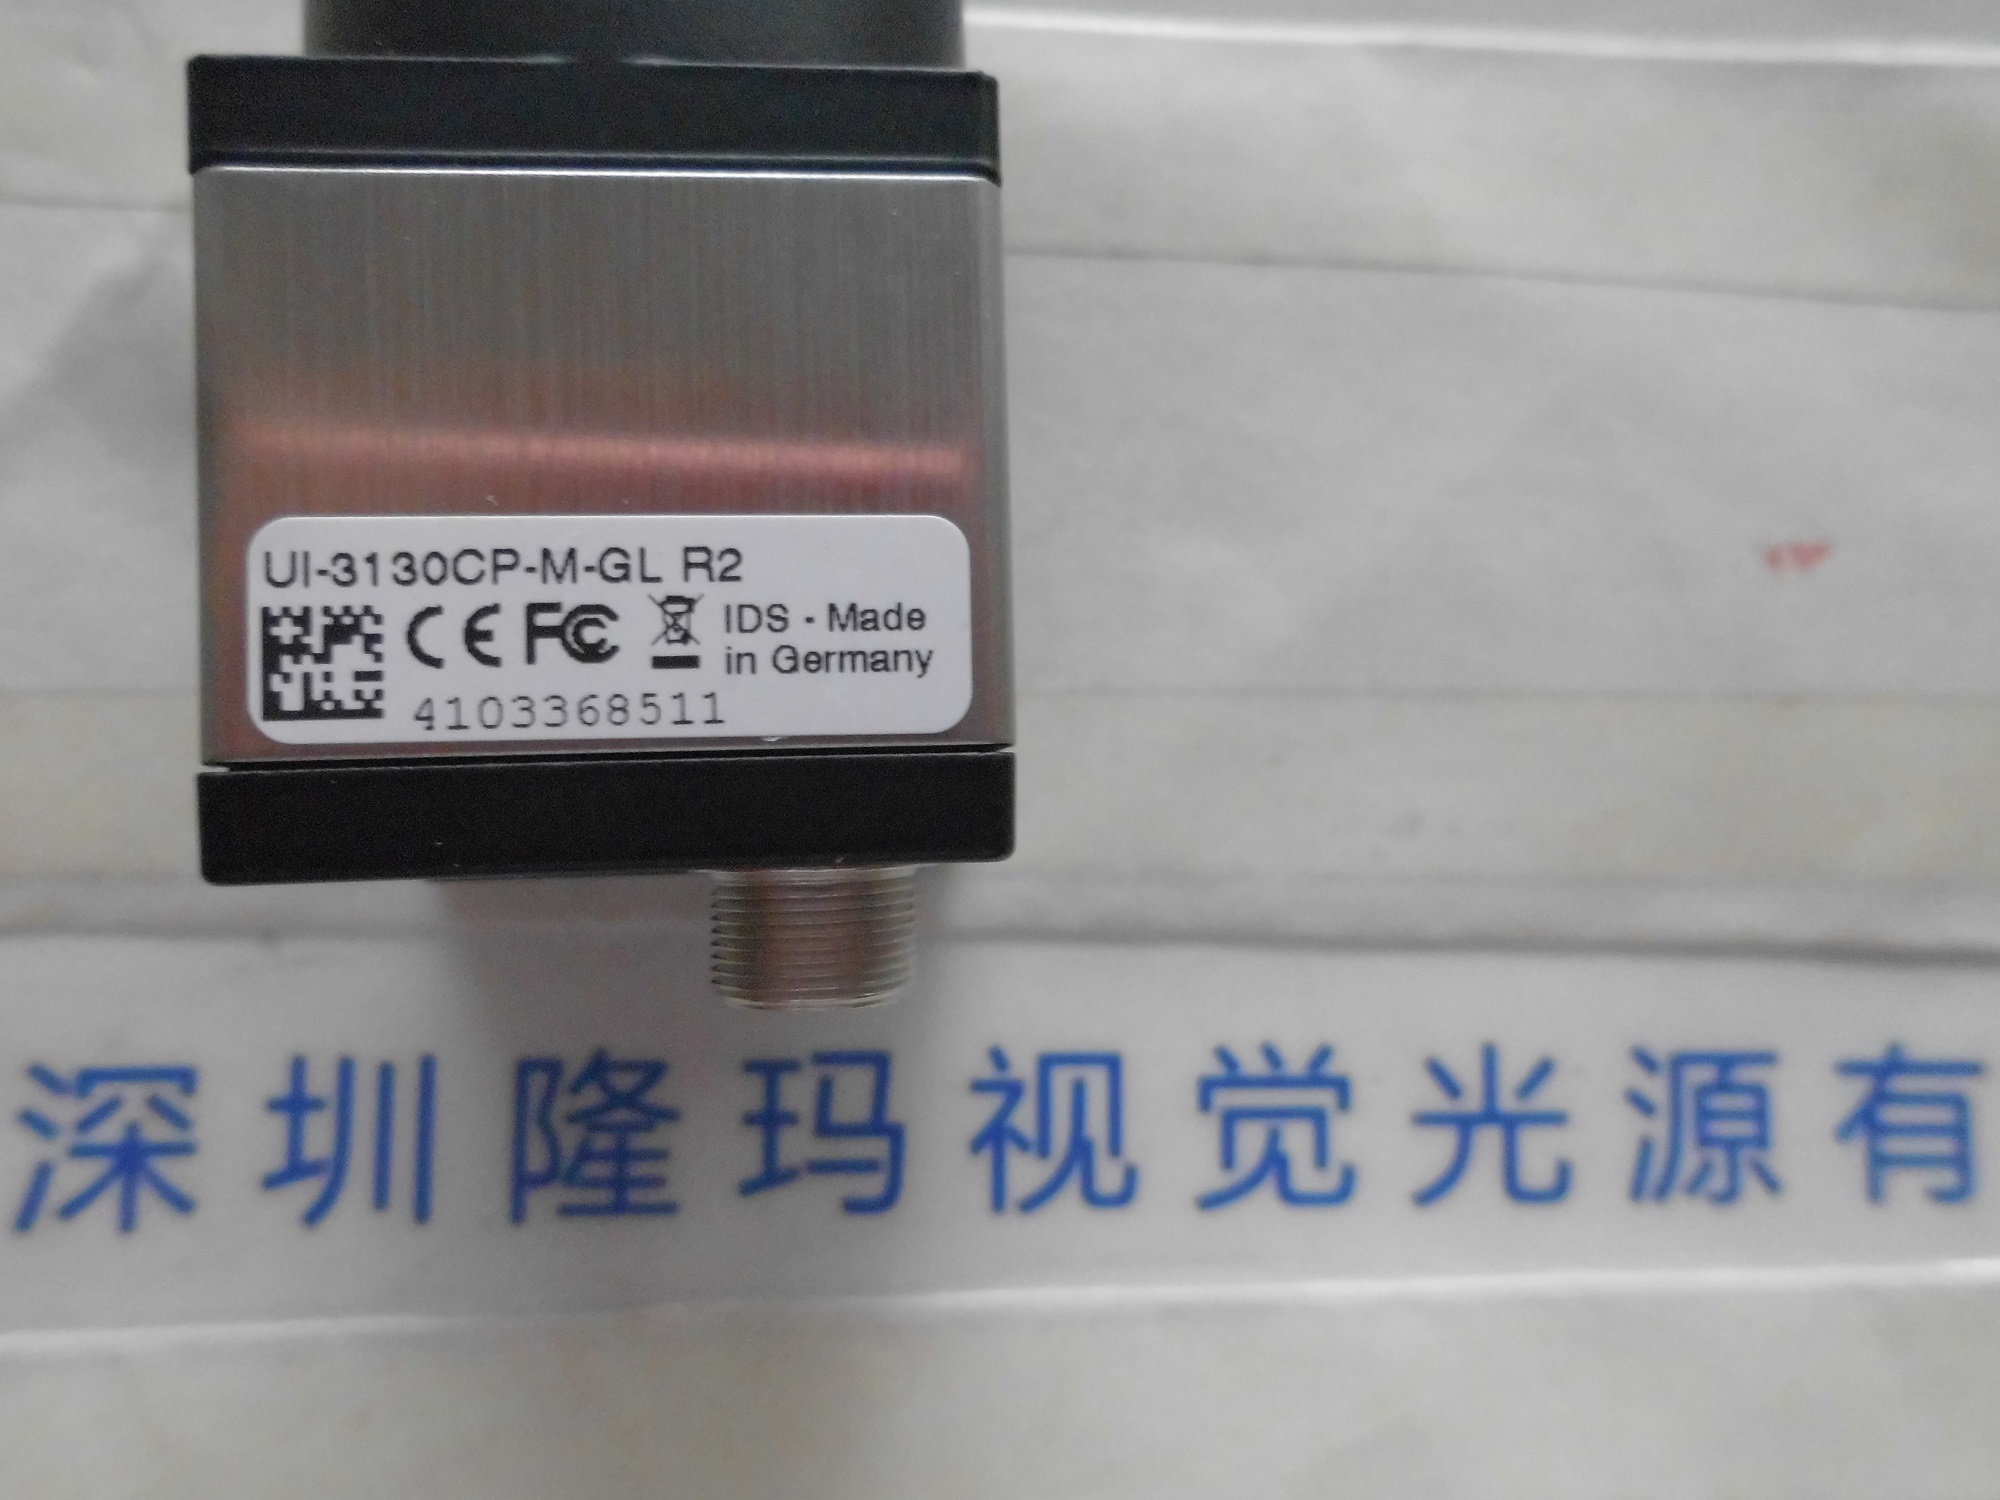 UI-3130CP-M-GL R2
CE FC IDS - Made
in Germany
4103368511
深圳隆玛视觉光源有